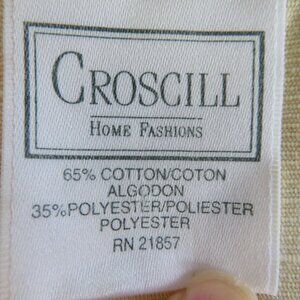 CROSCILL
HOME FASHIONS
65% COTTON/COTON
ALGODON
35%POLYESTER/POLIESTER
POLYESTER
RN 21857